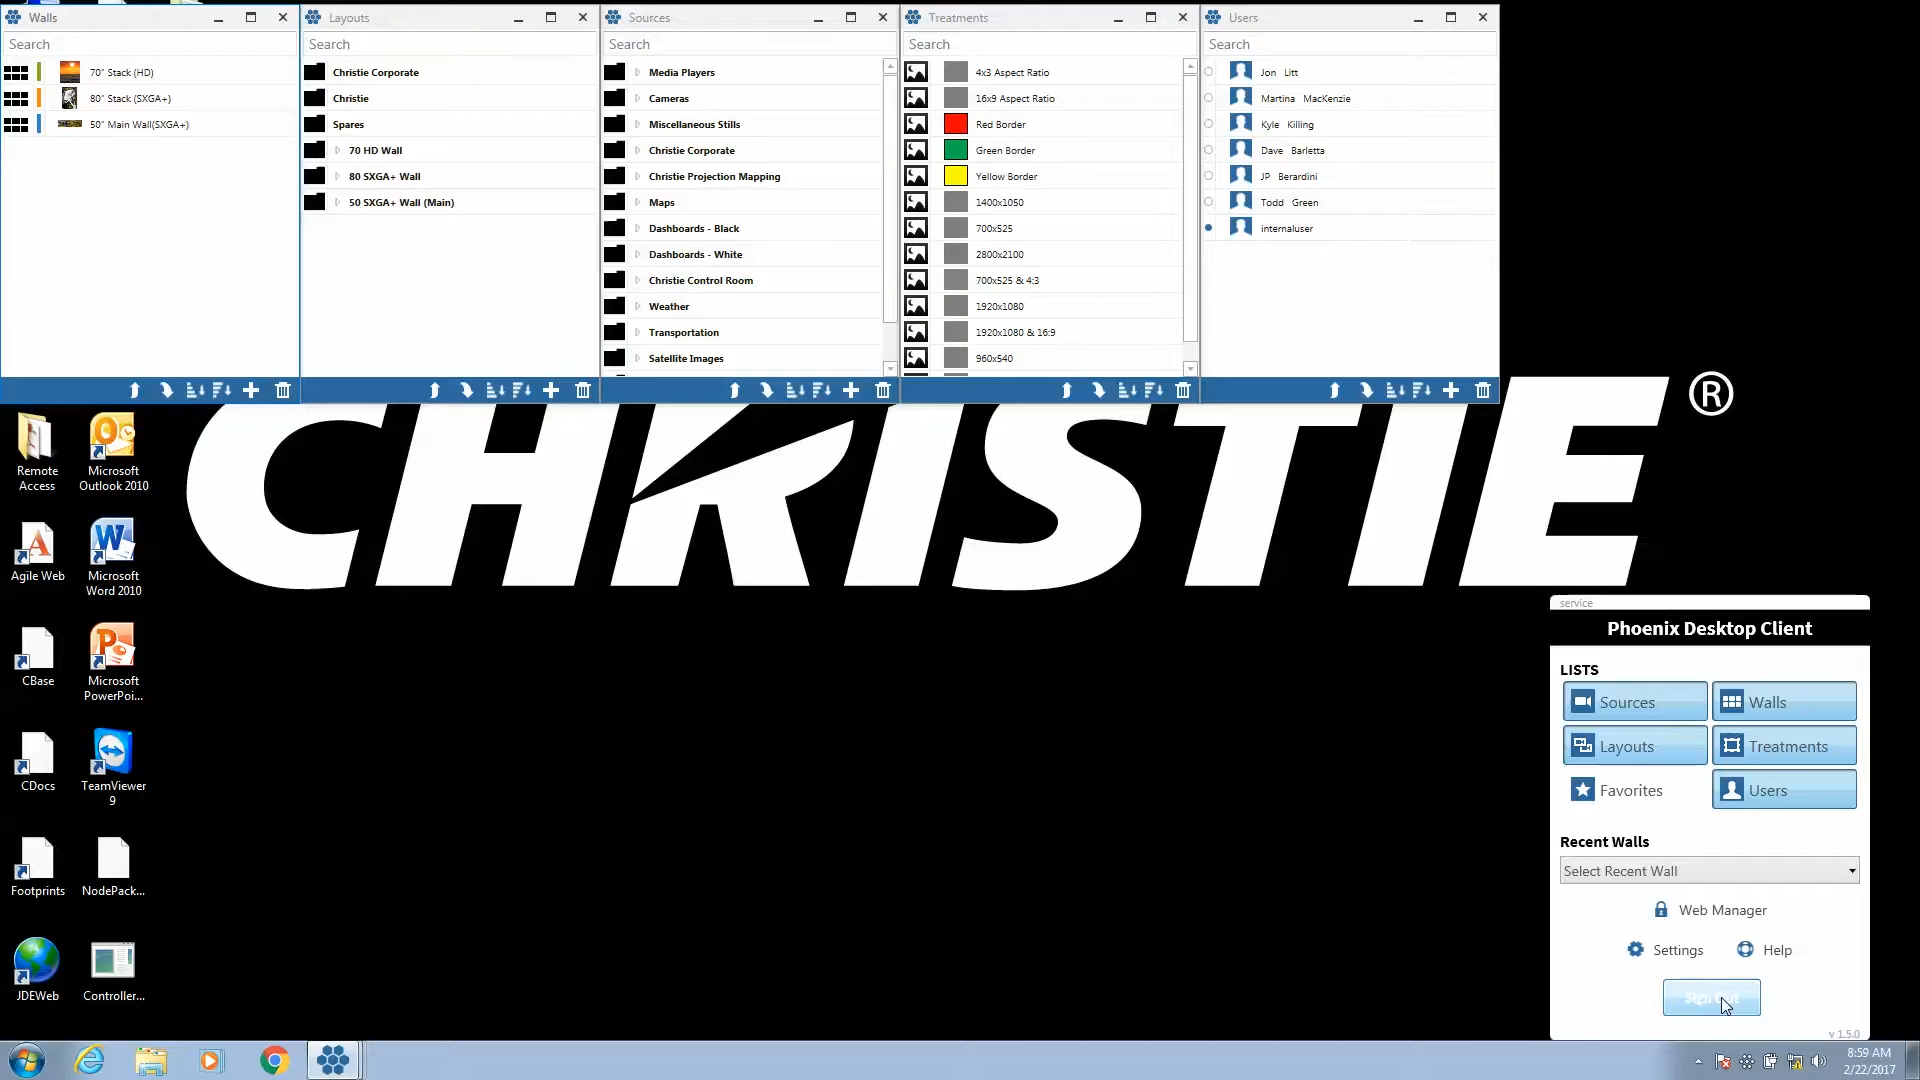 Walls
Search
70" Stack (HD)
80" Stack (SXGA+)
50" Main Wall(SXGA+)
Layouts
Search
Christie Corporate
Christie
Spares
70 HD Wall
80 SXGA+ Wall
50 SXGA+ Wall (Main)
Sources
Search
Media Players
Cameras
Miscellaneous Stills
Christie Corporate
Christie Projection Mapping
Maps
Dashboards - Black
Dashboards - White
Christie Control Room
Weather
Transportation
Satellite Images
Treatments
Search
4x3 Aspect Ratio
16x9 Aspect Ratio
Red Border
Green Border
Yellow Border
1400x1050
700x525
2800x2100
700x525 & 4:3
1920x1080
1920x1080 & 16:9
960x540
Users
Search
Jon Litt
Martina MacKenzie
Kyle Killing
Dave Barletta
JP Berardini
Todd Green
internaluser
CHRISTIE®
Remote
Access
Microsoft
Outlook 2010
Agile Web
Microsoft
Word 2010
CBase
Microsoft
PowerPoi...
CDocs
TeamViewer
9
Footprints
NodePack...
JDEWeb
Controller...
service
Phoenix Desktop Client
LISTS
Sources
Walls
Layouts
Treatments
Favorites
Users
Recent Walls
Select Recent Wall
Web Manager
Settings
Help
v 1.5.0
8:59 AM
2/22/2017